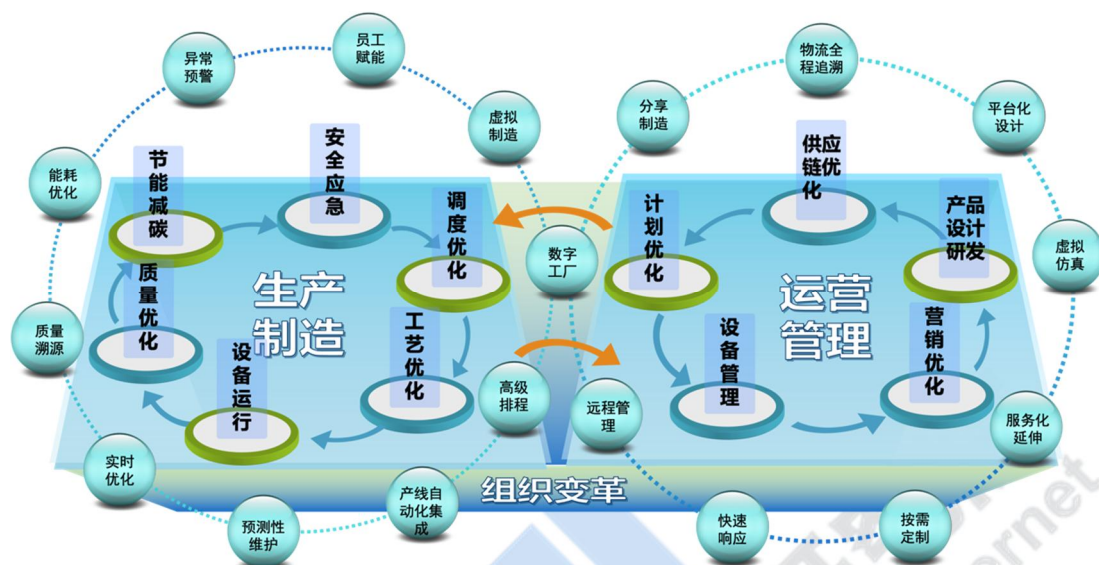 员工
赋能
异常
预警
虚拟
制造
能耗
优化
质量
溯源
实时
优化
预测性
维护
产线自
动化集
成
高级
排程
数字
工厂
节能减碳
安全应急
调度优化
工艺优化
设备运行
质量优化
生产
制造
物流全
程追溯
分享
制造
平台化
设计
虚拟
仿真
服务化
延伸
按需
定制
快速
响应
远程管
理
供应
链优化
计划优化
产品
设计
研发
设备管理
营销优化
运营
管理
组织变革
ernet